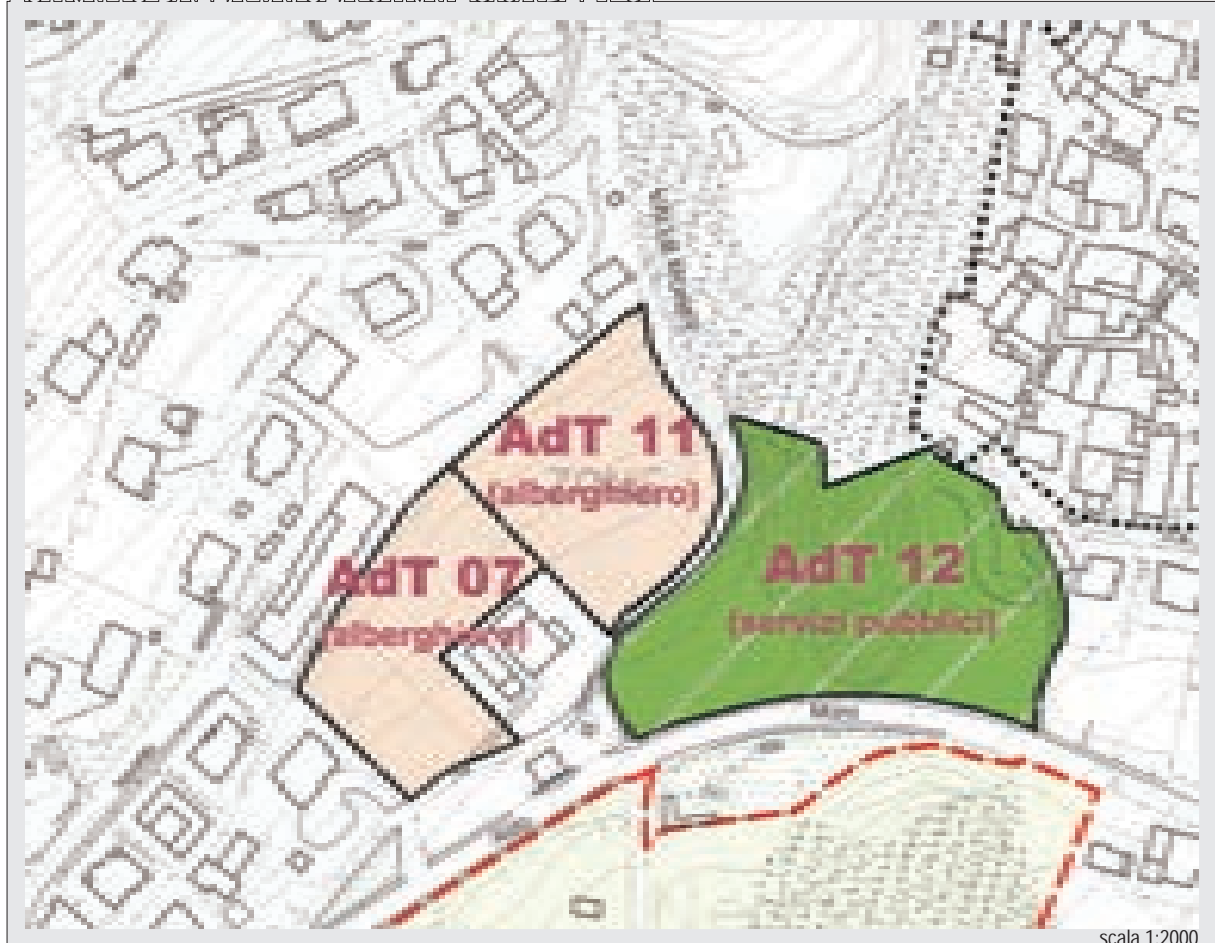 AdT 11
(alberghiero)
AdT 07
(alberghiero)
AdT 12
(servizi pubblici)
scala 1:2000